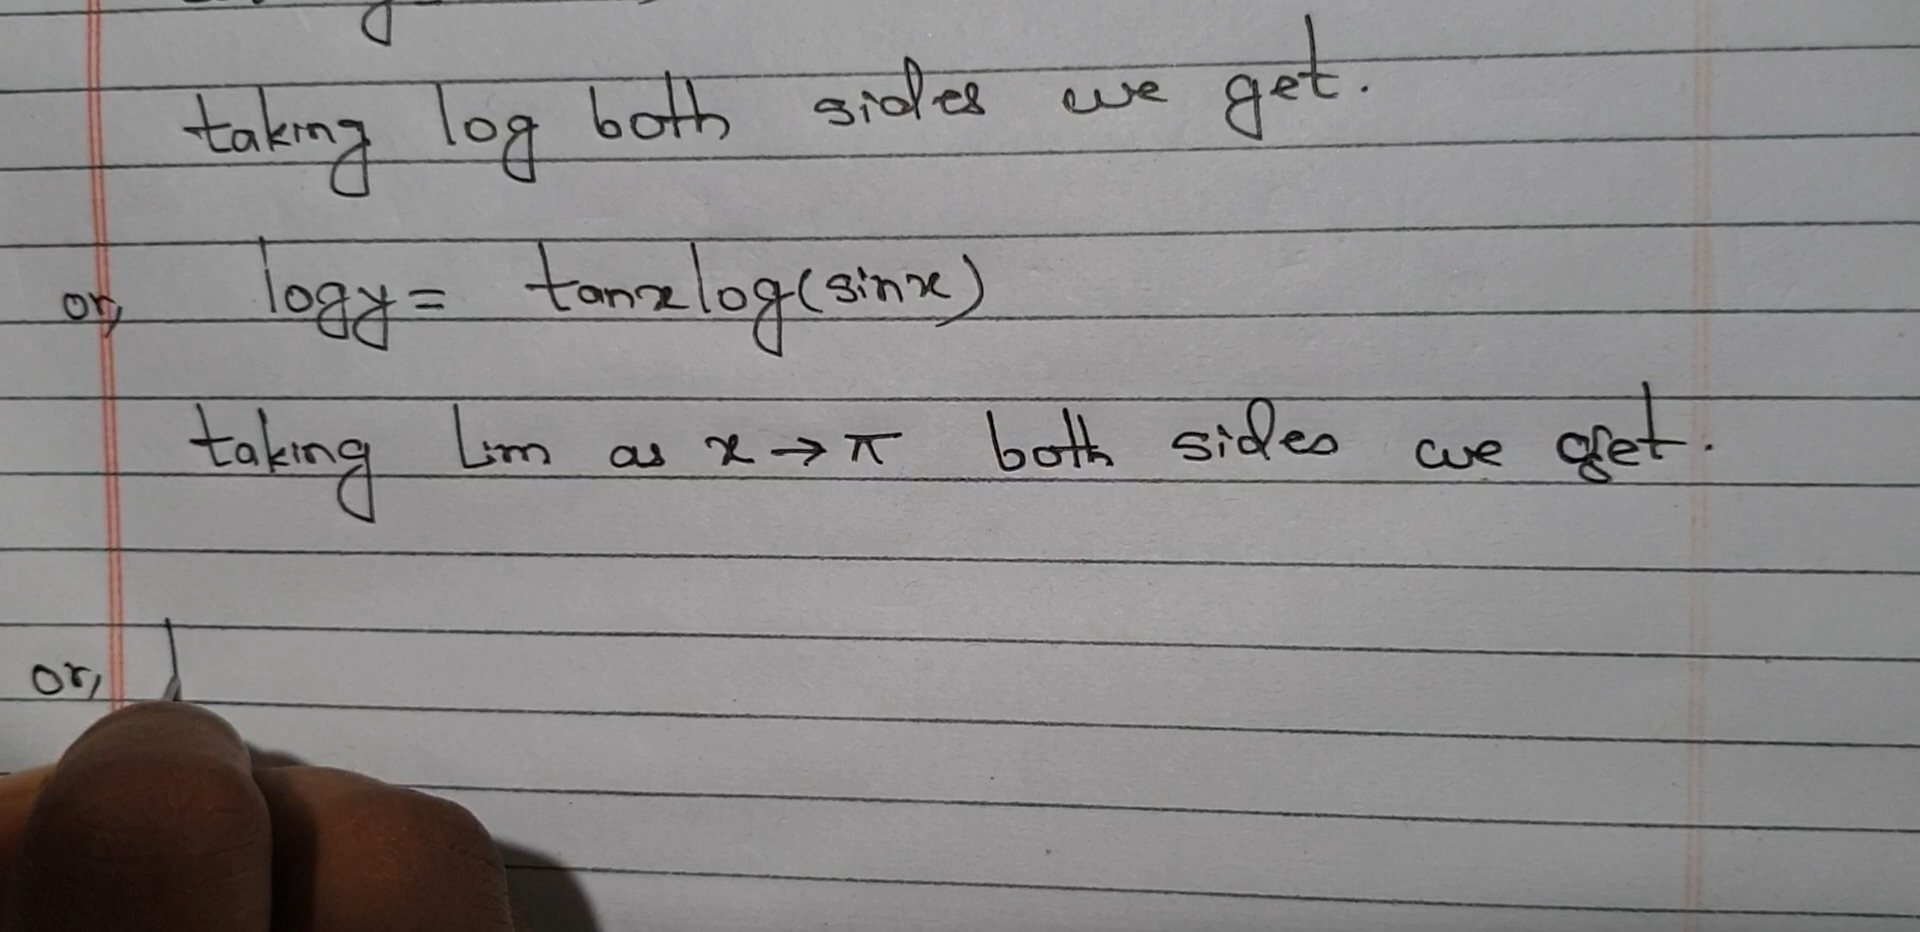 taking log both sides we get.
or, logy = tanx log(sinx)
taking Lim as x → π both sides we get.
or,